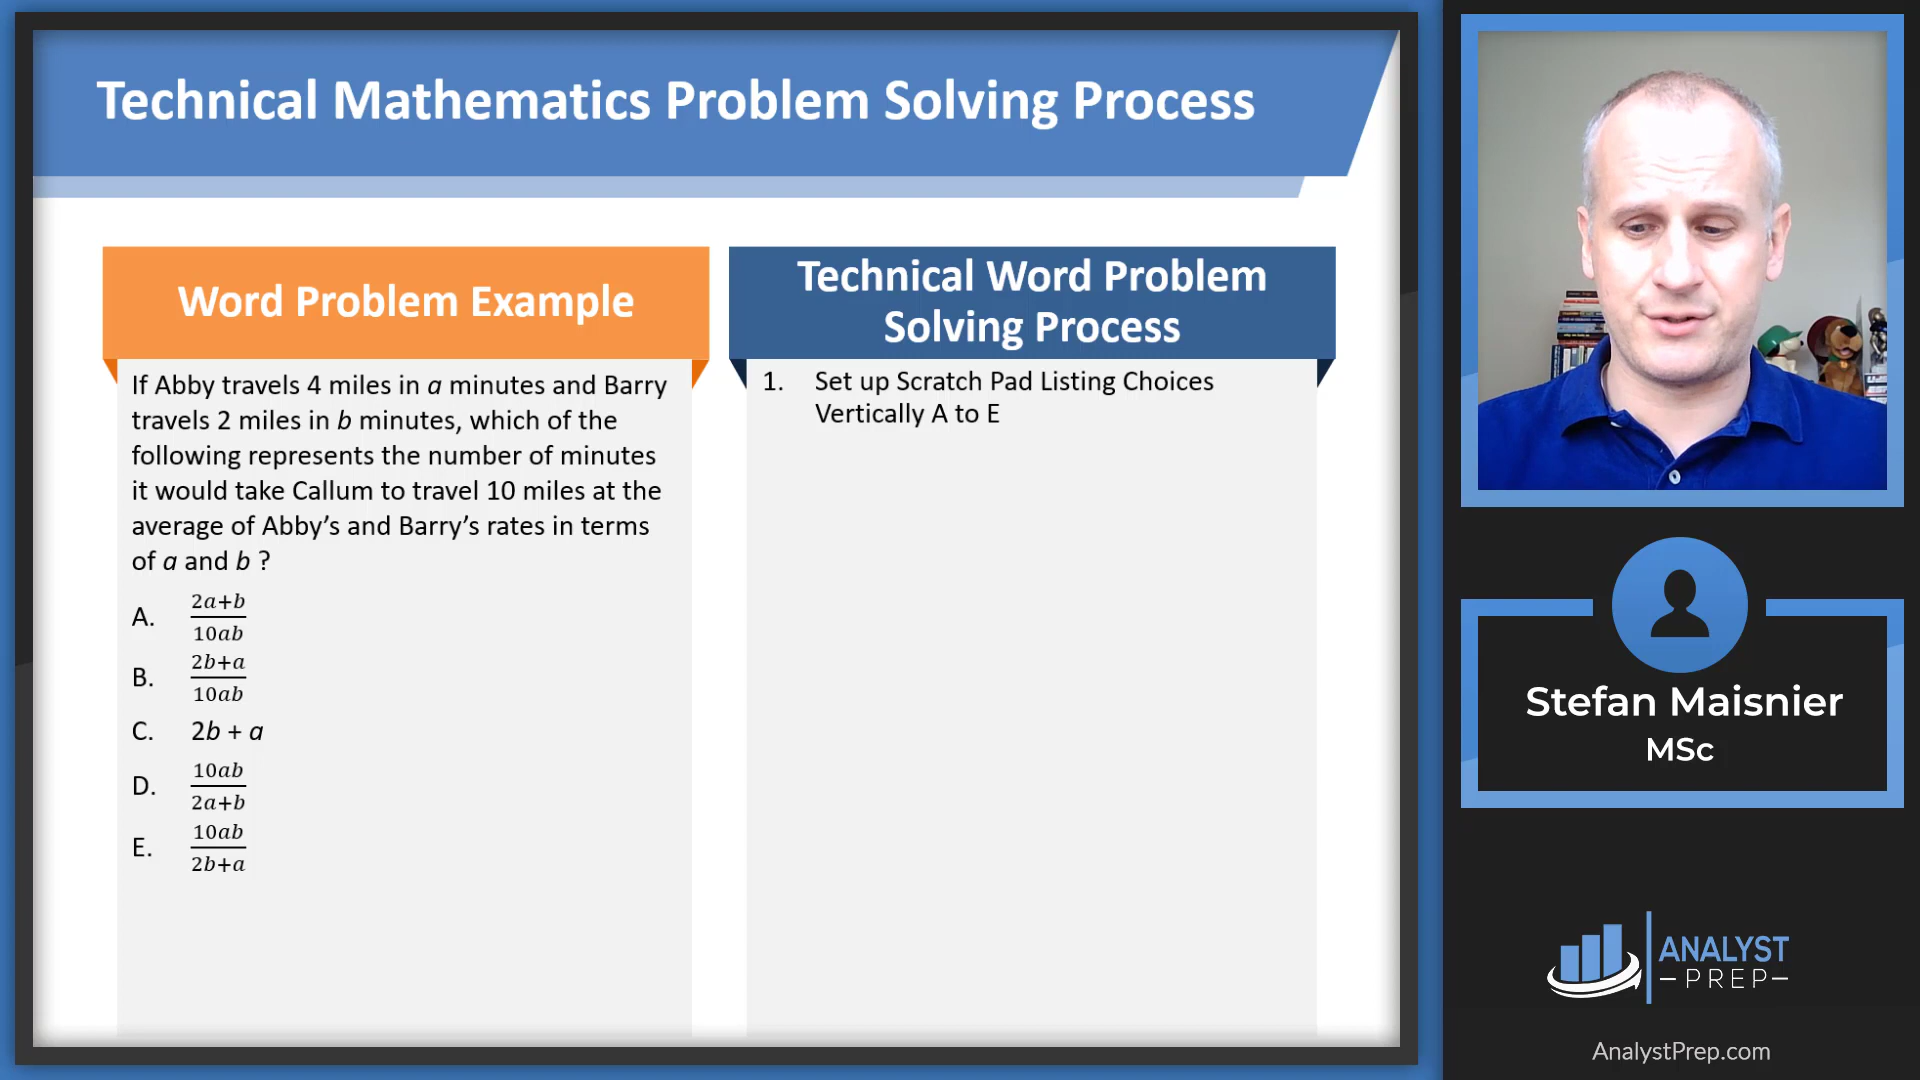 Technical Mathematics Problem Solving Process
Word Problem Example
If Abby travels 4 miles in a minutes and Barry
travels 2 miles in b minutes, which of the
following represents the number of minutes
it would take Callum to travel 10 miles at the
average of Abby’s and Barry’s rates in terms
of a and b ?
A. 2a+b
10ab
B. 2b+a
10ab
C. 2b + a
D. 10ab
2a+b
E. 10ab
2b+a
Technical Word Problem
Solving Process
1. Set up Scratch Pad Listing Choices
Vertically A to E
Stefan Maisnier
MSc
ANALYST
PREP
AnalystPrep.com